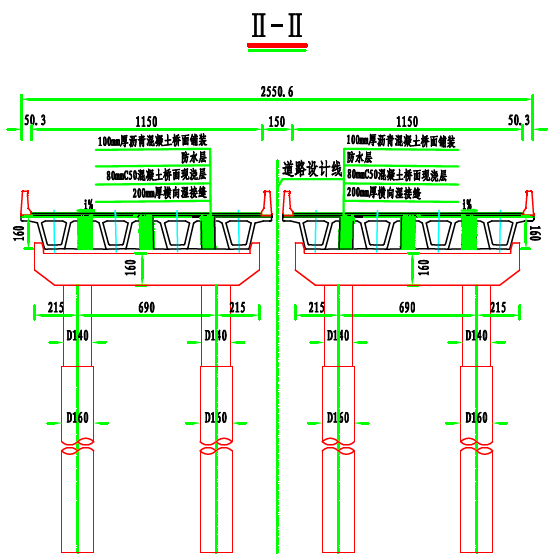 Ⅱ-Ⅱ
2550.6
50.3 1150 150 1150 50.3
100mm厚沥青混凝土桥面铺装 100mm厚沥青混凝土桥面铺装
防水层 道路设计线 防水层
80mmC50混凝土桥面现浇层 80mmC50混凝土桥面现浇层
200mm厚横向湿接缝 200mm厚横向湿接缝
1% 1%
160 160
160 160
215 690 215 215 690 215
D140 D140 D140 D140
D160 D160 D160 D160